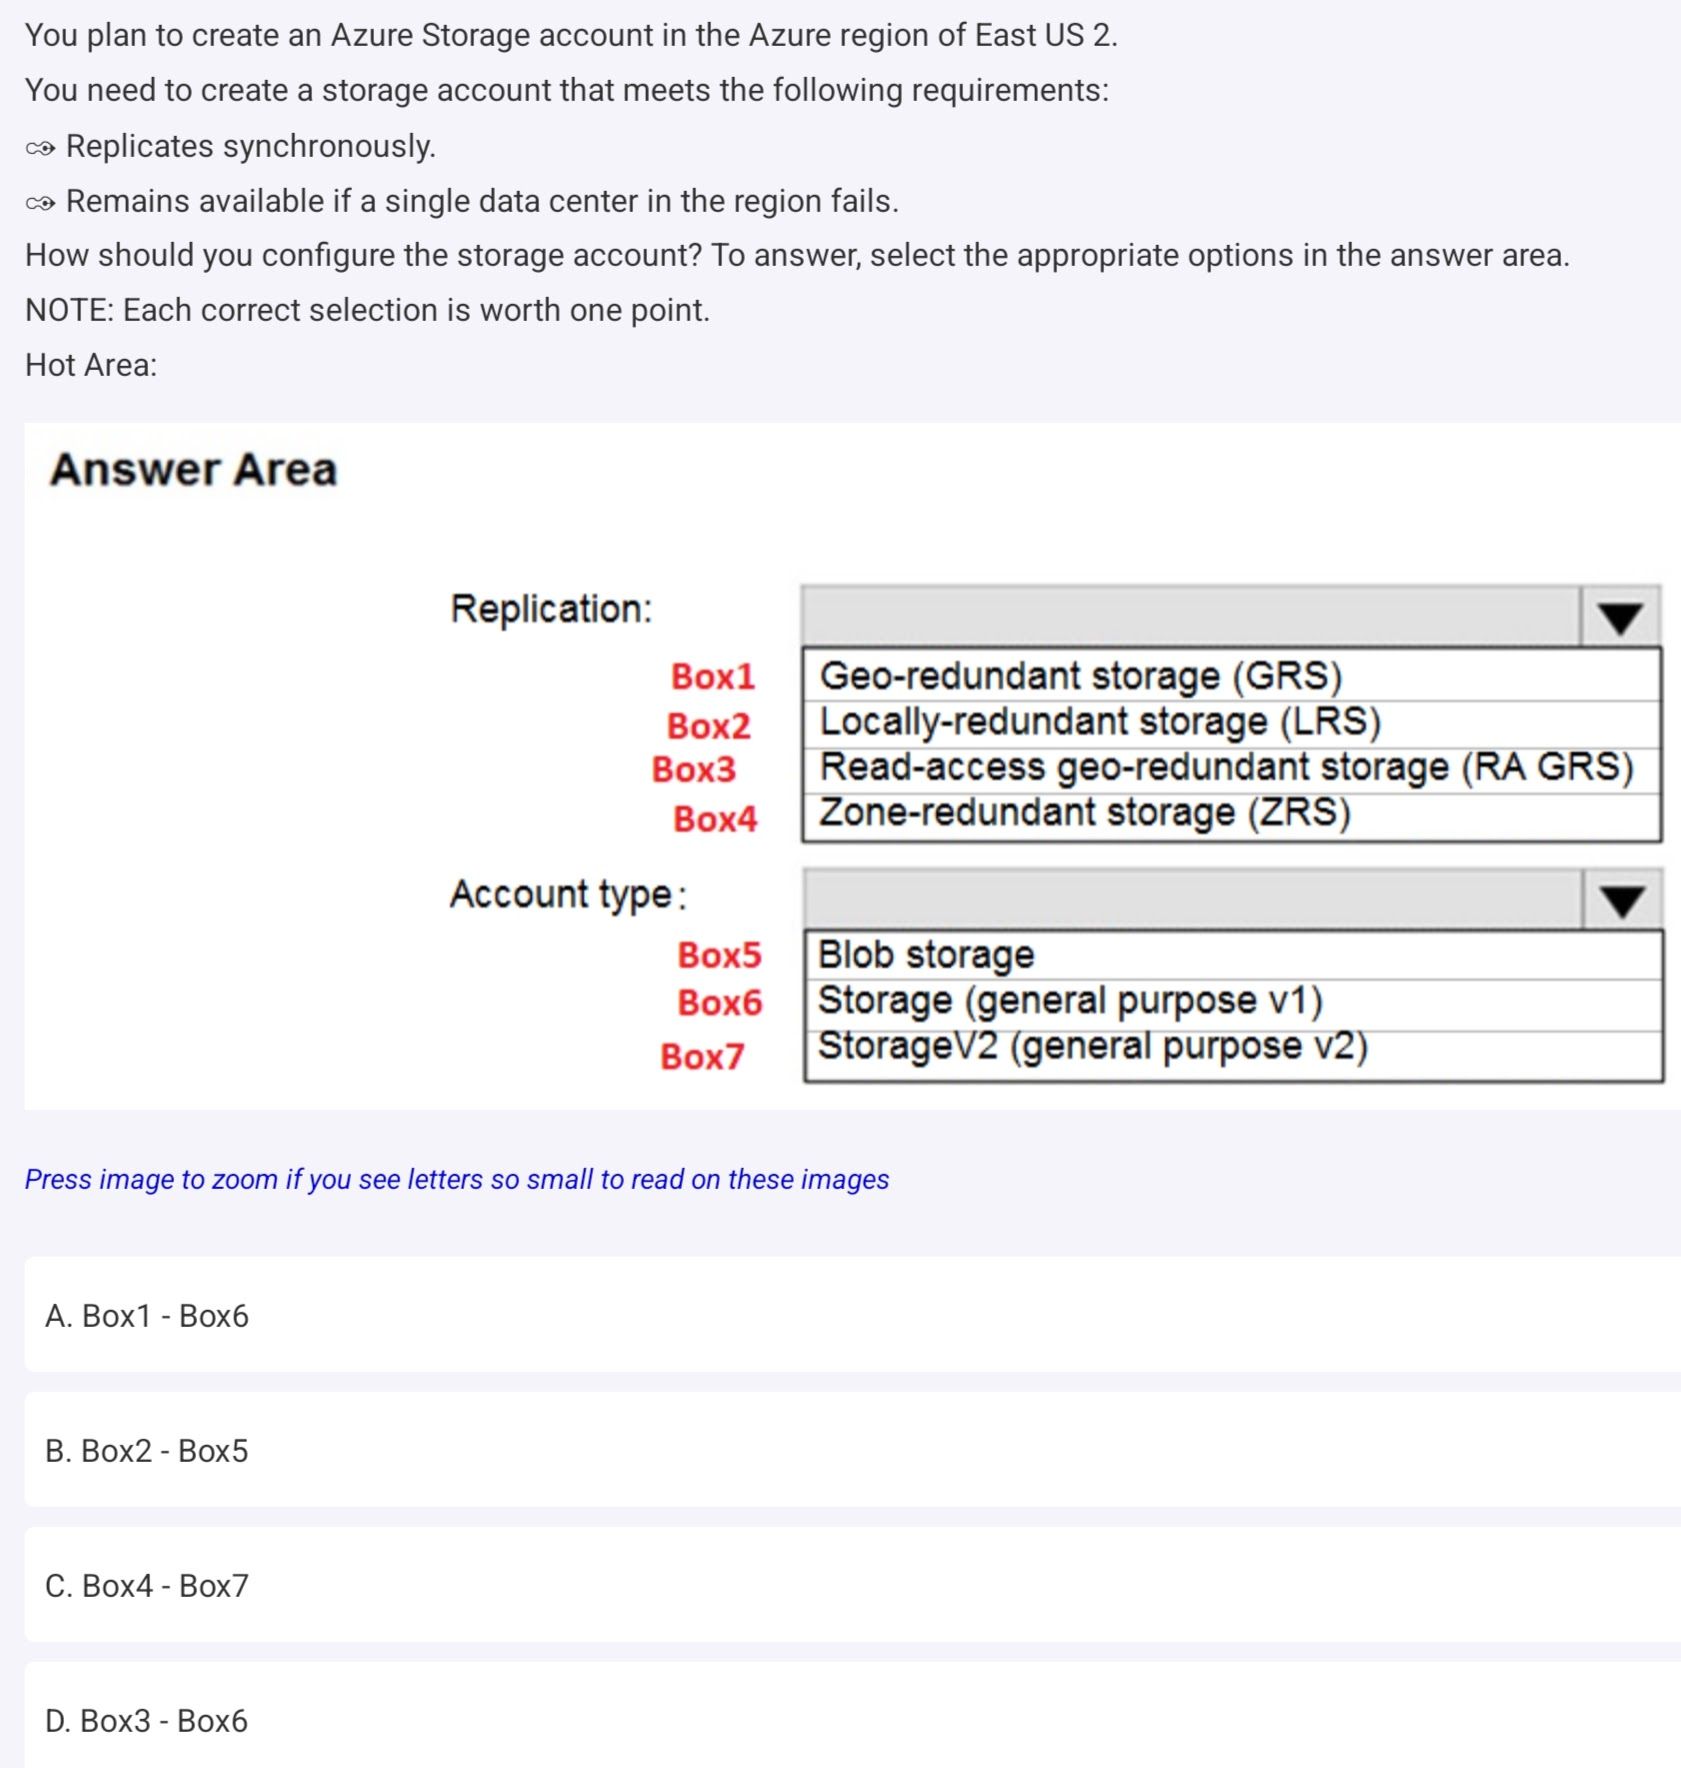 You plan to create an Azure Storage account in the Azure region of East US 2.
You need to create a storage account that meets the following requirements:
Replicates synchronously.
Remains available if a single data center in the region fails.
How should you configure the storage account? To answer, select the appropriate options in the answer area.
NOTE: Each correct selection is worth one point.
Hot Area:
Answer Area
Replication:
Box1 Geo-redundant storage (GRS)
Box2 Locally-redundant storage (LRS)
Box3 Read-access geo-redundant storage (RA GRS)
Box4 Zone-redundant storage (ZRS)
Account type:
Box5 Blob storage
Box6 Storage (general purpose v1)
Box7 StorageV2 (general purpose v2)
Press image to zoom if you see letters so small to read on these images
A. Box1 - Box6
B. Box2 - Box5
C. Box4 - Box7
D. Box3 - Box6